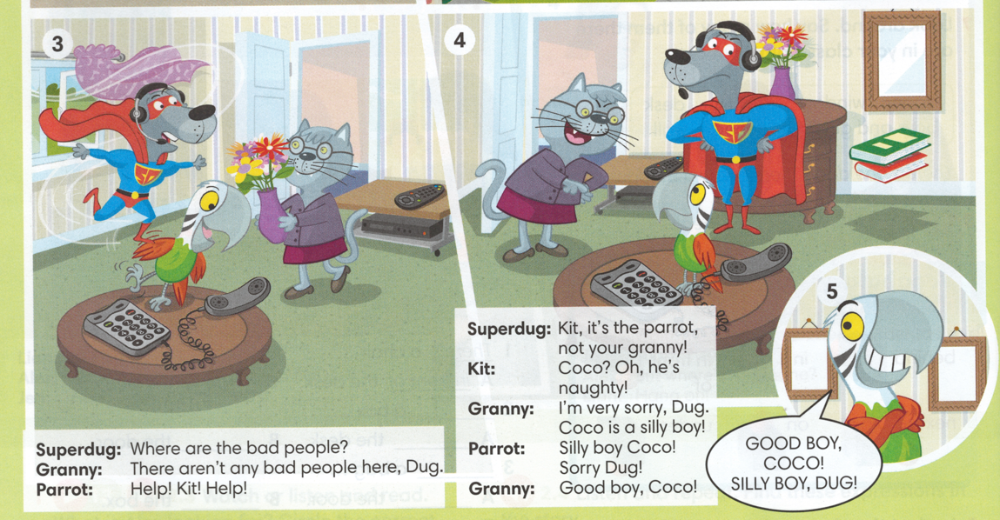 3
Superdug: Where are the bad people?
Granny: There aren't any bad people here, Dug.
Parrot: Help! Kit! Help!
4
Superdug: Kit, it's the parrot,
not your granny!
Kit: Coco? Oh, he's
naughty!
Granny: I'm very sorry, Dug.
Coco is a silly boy!
Parrot: Silly boy Coco!
Sorry Dug!
Granny: Good boy, Coco!
5
GOOD BOY,
COCO!
SILLY BOY, DUG!
SD
SD